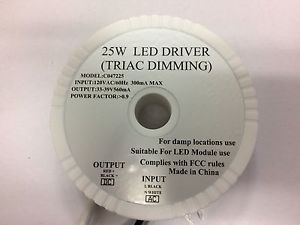 25W LED DRIVER
(TRIAC DIMMING)
MODEL:C047225
INPUT:120VAC/60Hz 300mA MAX
OUTPUT:33-39V560mA
POWER FACTOR:>0.9
For damp locations use
Suitable For LED Module use
Complies with FCC rules
Made in China
OUTPUT
RED +
BLACK -
DC
INPUT
L BLACK
N WHITE
AC